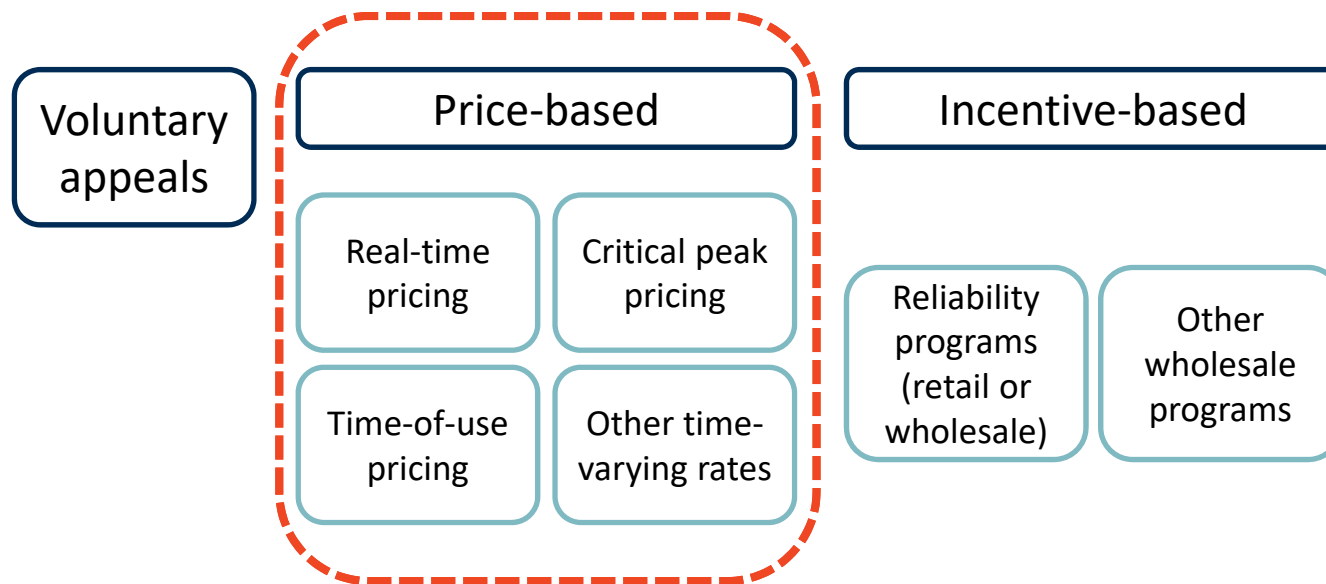 Voluntary
appeals
Price-based
Real-time
pricing
Critical peak
pricing
Time-of-use
pricing
Other time-
varying rates
Incentive-based
Reliability
programs
(retail or
wholesale)
Other
wholesale
programs